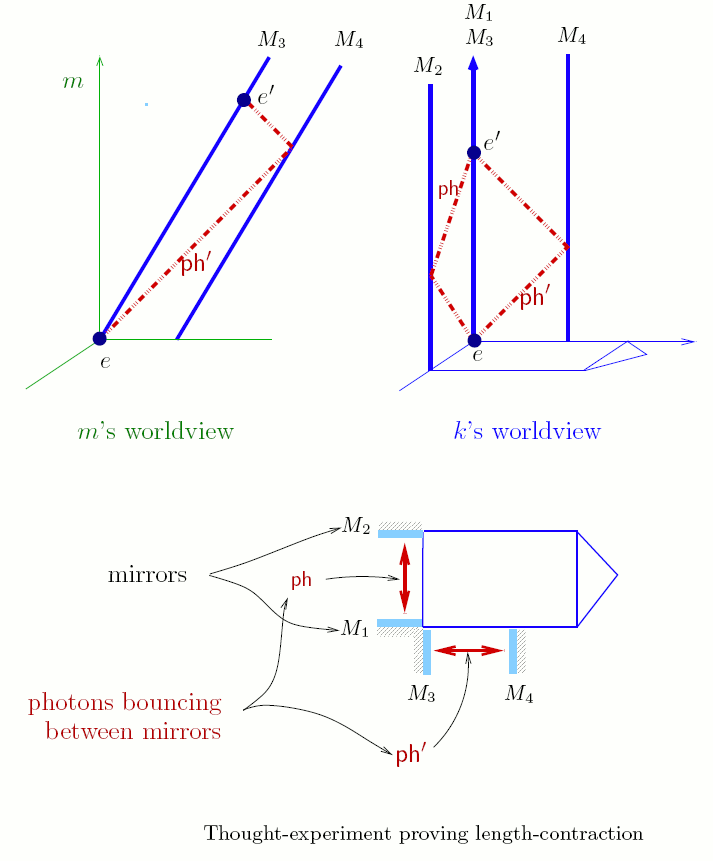 m
M₃
M₄
e′
ph′
e
m's worldview
M₁
M₃
M₂
M₄
e′
ph
ph′
e
k's worldview
M₂
mirrors
ph
M₁
M₃
M₄
photons bouncing
between mirrors
ph′
Thought-experiment proving length-contraction